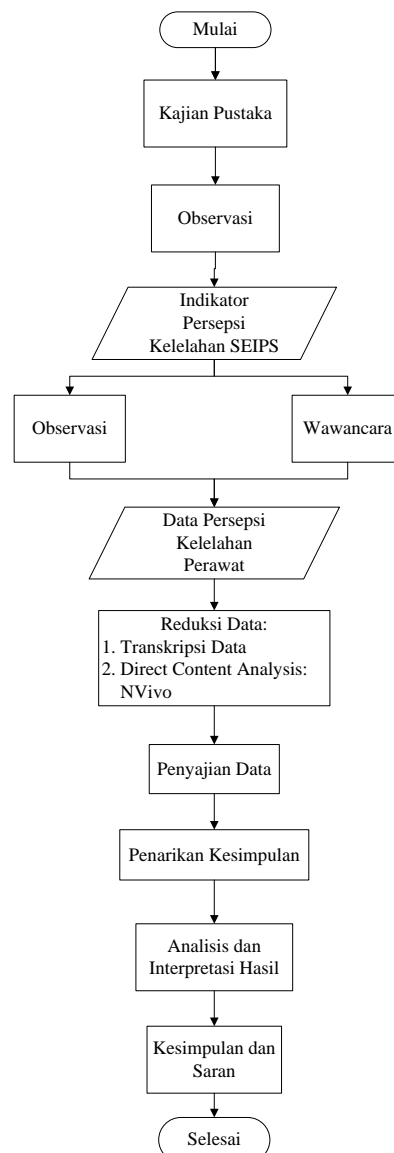 Mulai
Kajian Pustaka
Observasi
Indikator
Persepsi
Kelelahan SEIPS
Observasi
Wawancara
Data Persepsi
Kelelahan
Perawat
Reduksi Data:
1. Transkripsi Data
2. Direct Content Analysis:
NVivo
Penyajian Data
Penarikan Kesimpulan
Analisis dan
Interpretasi Hasil
Kesimpulan dan
Saran
Selesai